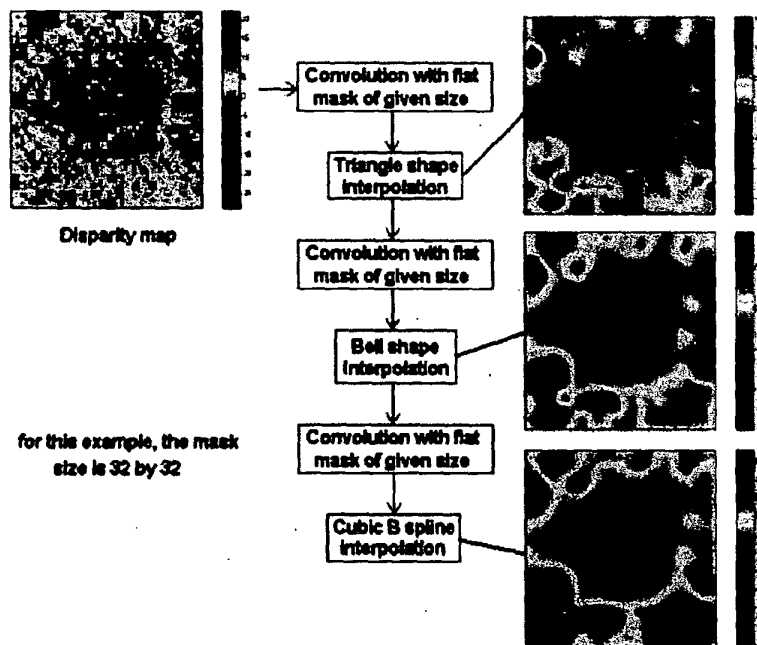 Convolution with flat
mask of given size
Triangle shape
interpolation
Disparity map
Convolution with flat
mask of given size
Bell shape
interpolation
for this example, the mask
size is 32 by 32
Convolution with flat
mask of given size
Cubic B spline
interpolation